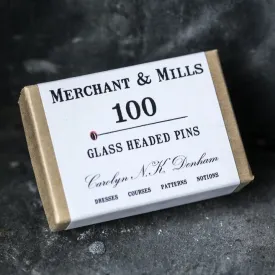 MERCHANT & MILLS
100
GLASS HEADED PINS
Carolyn N.K. Denham
DRESSES COURSES PATTERNS NOTIONS